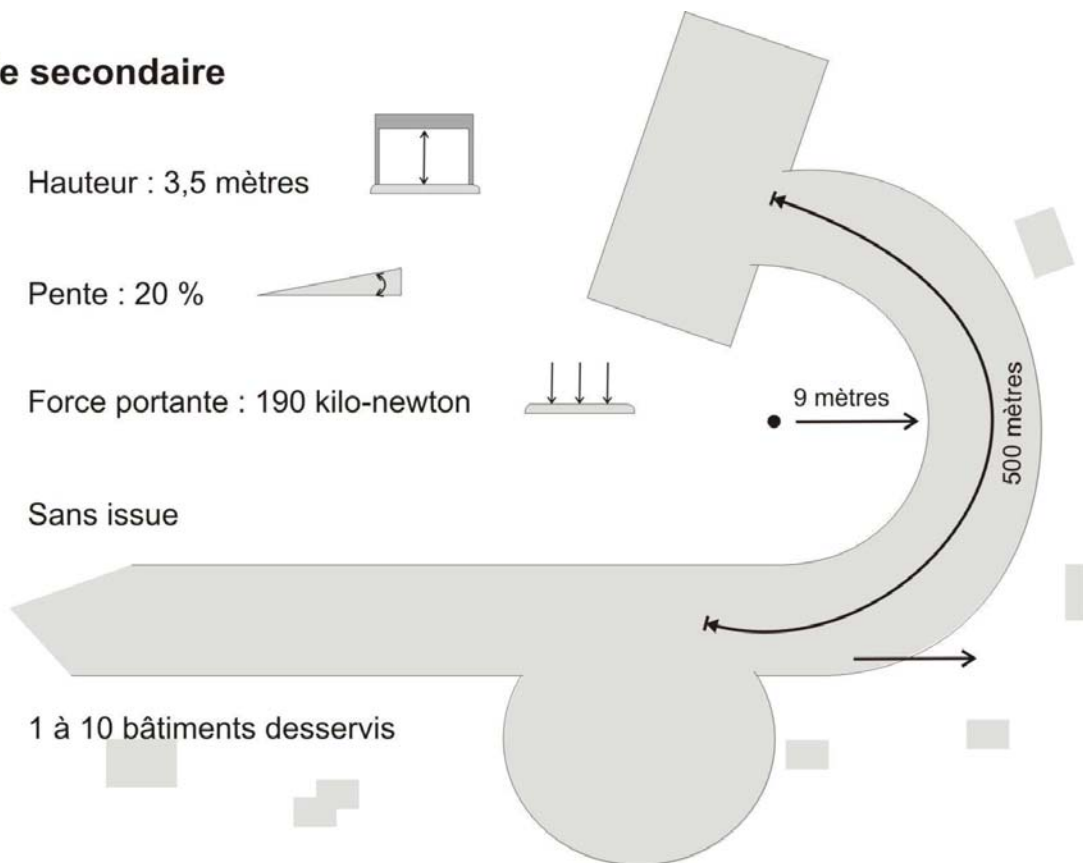 e secondaire
Hauteur : 3,5 mètres
Pente : 20 %
Force portante : 190 kilo-newton
9 mètres
500 mètres
Sans issue
1 à 10 bâtiments desservis